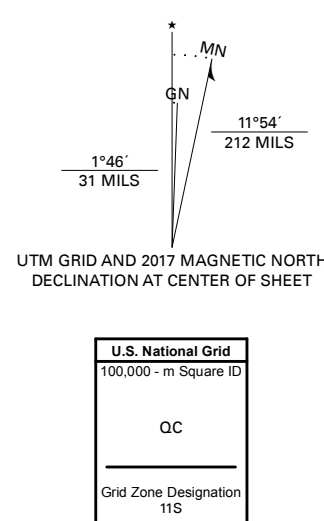 ★
MN
GN
11°54´
212 MILS
1°46´
31 MILS
UTM GRID AND 2017 MAGNETIC NORTH
DECLINATION AT CENTER OF SHEET
U.S. National Grid
100,000 - m Square ID
QC
Grid Zone Designation
11S